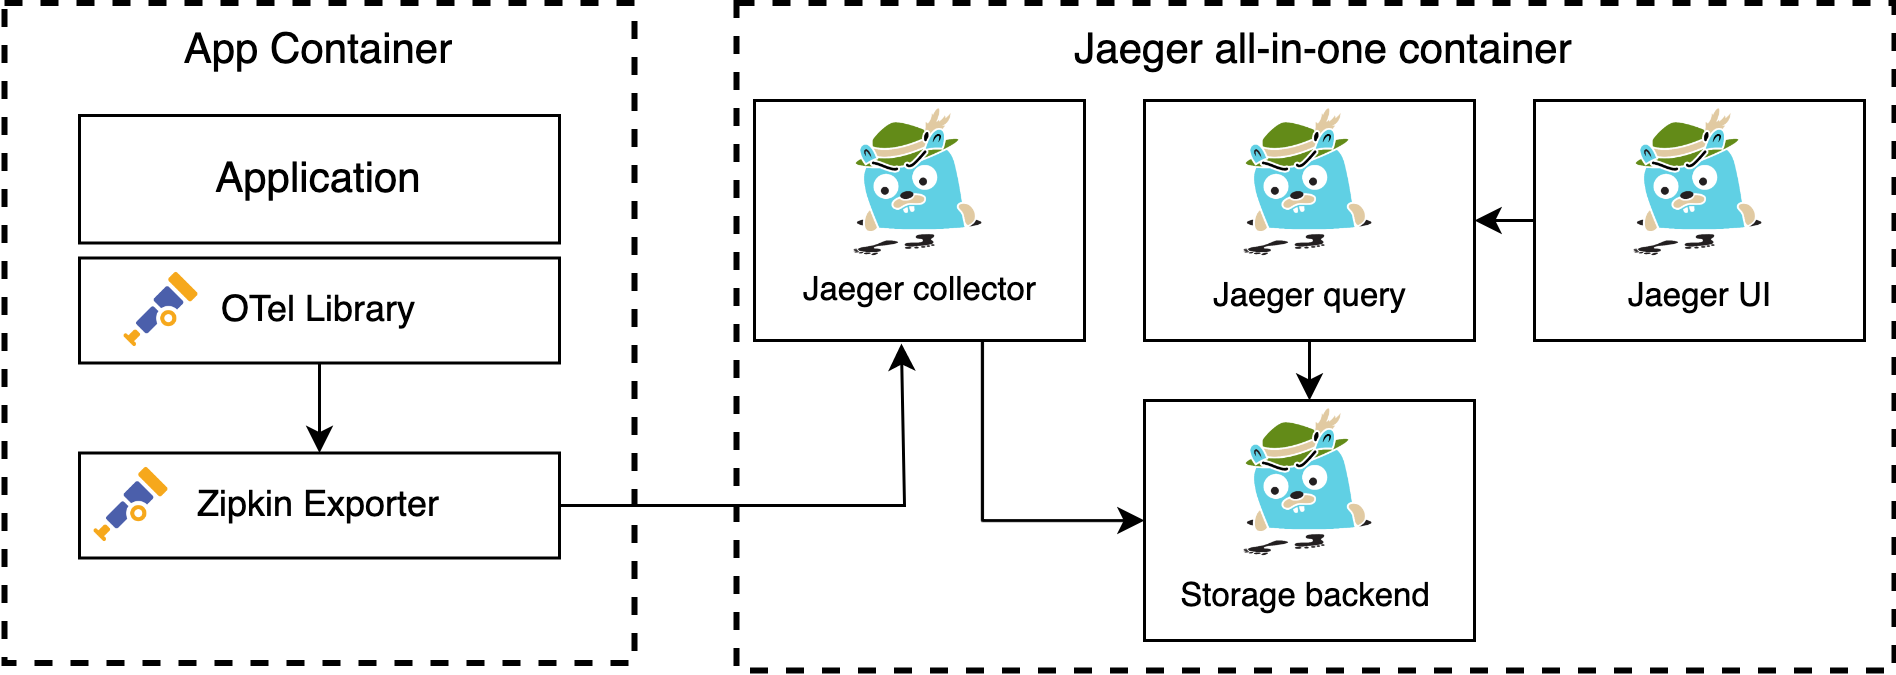 App Container
Application
OTel Library
Zipkin Exporter
Jaeger all-in-one container
Jaeger collector
Jaeger query
Jaeger UI
Storage backend